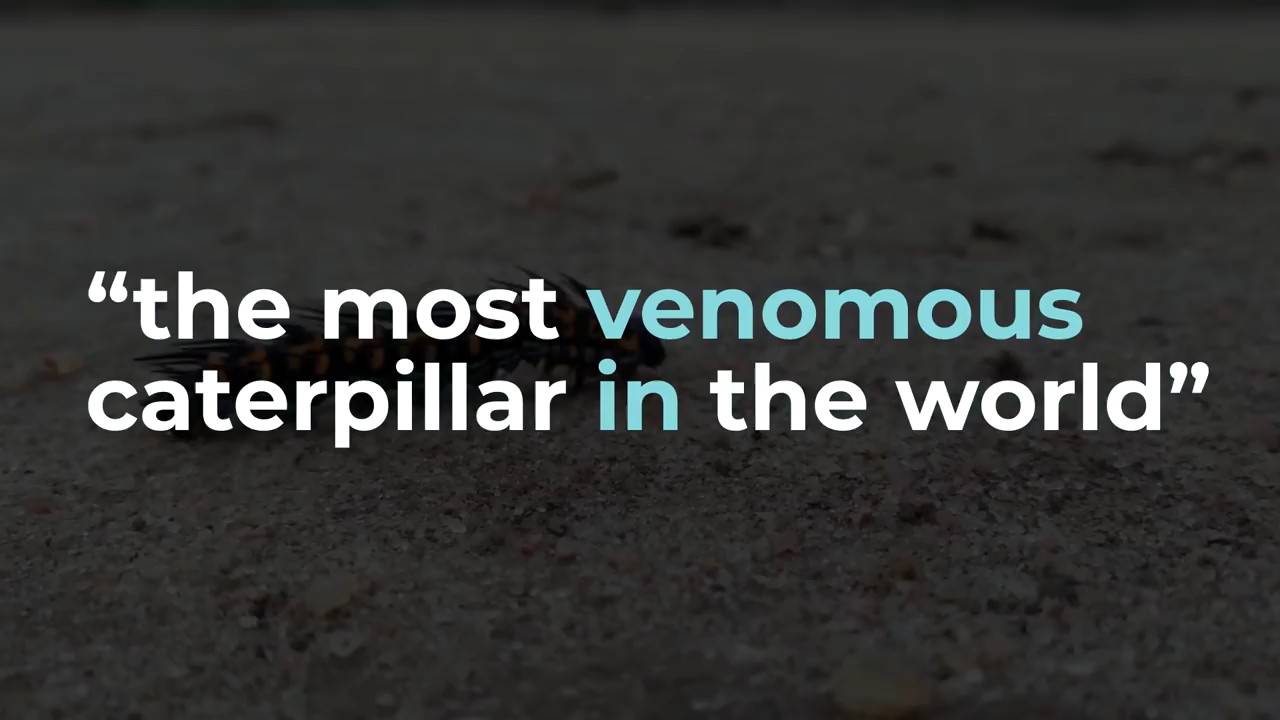 “the most venomous
caterpillar in the world”